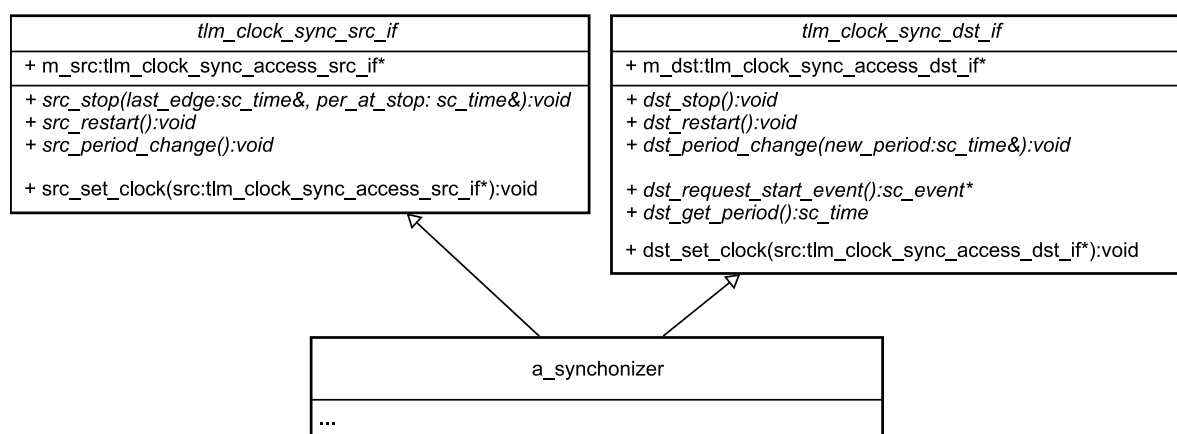 tlm_clock_sync_src_if
+ m_src:tlm_clock_sync_access_src_if*
+ src_stop(last_edge:sc_time&, per_at_stop: sc_time&):void
+ src_restart():void
+ src_period_change():void
+ src_set_clock(src:tlm_clock_sync_access_src_if*):void
tlm_clock_sync_dst_if
+ m_dst:tlm_clock_sync_access_dst_if*
+ dst_stop():void
+ dst_restart():void
+ dst_period_change(new_period:sc_time&):void
+ dst_request_start_event():sc_event*
+ dst_get_period():sc_time
+ dst_set_clock(src:tlm_clock_sync_access_dst_if*):void
a_synchonizer
...